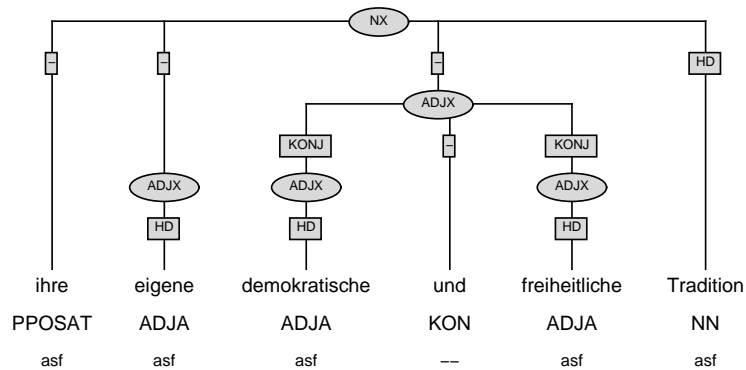 NX
– – – HD
ADJX
KONJ – KONJ
ADJX ADJX ADJX
HD HD HD
ihre eigene demokratische und freiheitliche Tradition
PPOSAT ADJA ADJA KON ADJA NN
asf asf asf −− asf asf